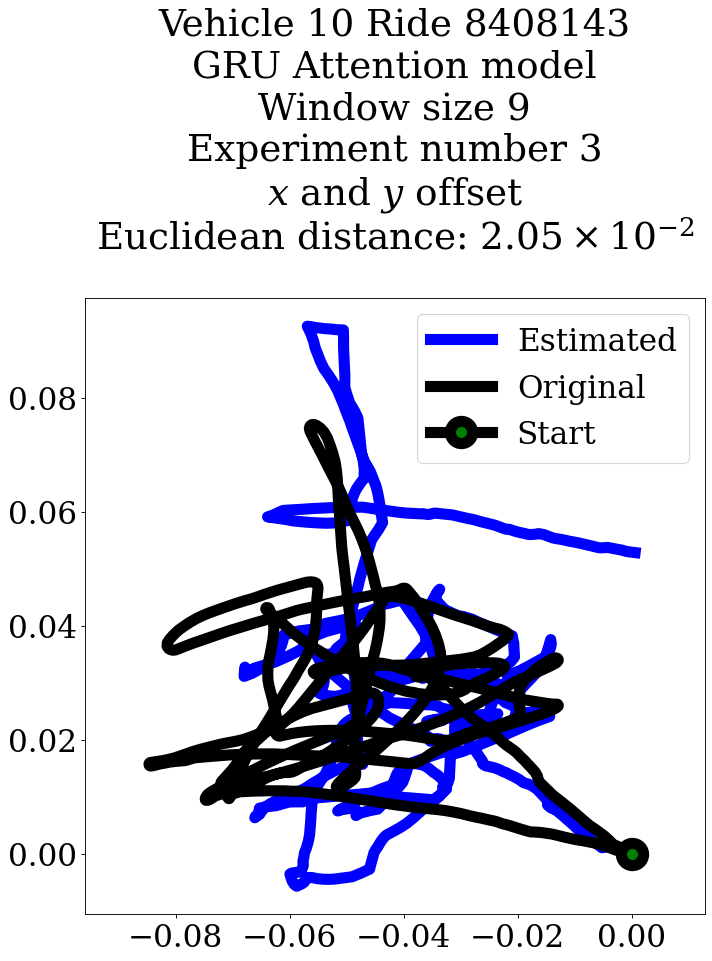 Vehicle 10 Ride 8408143
GRU Attention model
Window size 9
Experiment number 3
x and y offset
Euclidean distance: 2.05 × 10⁻²
Estimated
Original
Start
0.08
0.06
0.04
0.02
0.00
−0.08 −0.06 −0.04 −0.02 0.00